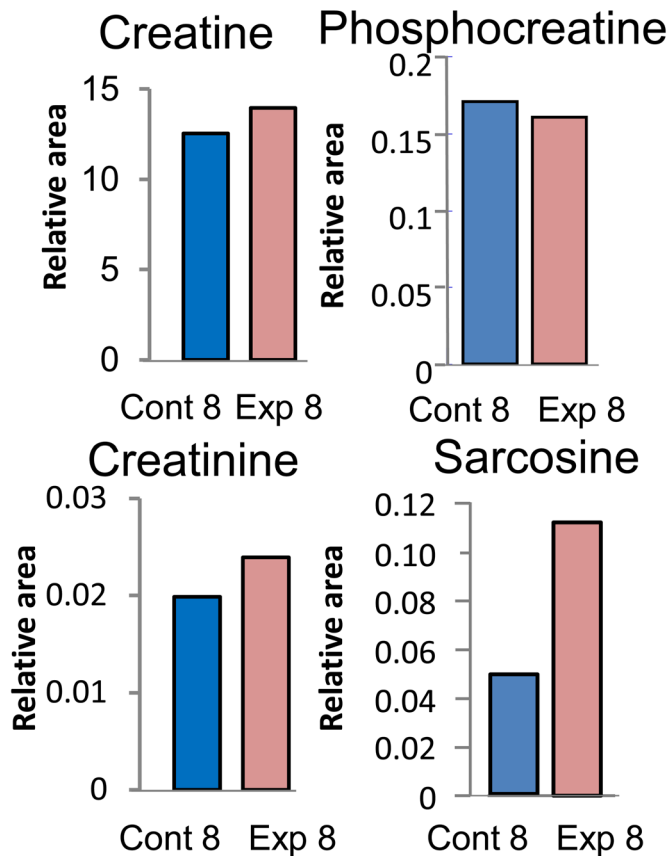 Creatine
Relative area
15
10
5
0
Cont 8 Exp 8
Phosphocreatine
Relative area
0.2
0.15
0.1
0.05
0
Cont 8 Exp 8
Creatinine
Relative area
0.03
0.02
0.01
0
Cont 8 Exp 8
Sarcosine
Relative area
0.12
0.10
0.08
0.06
0.04
0.02
0
Cont 8 Exp 8